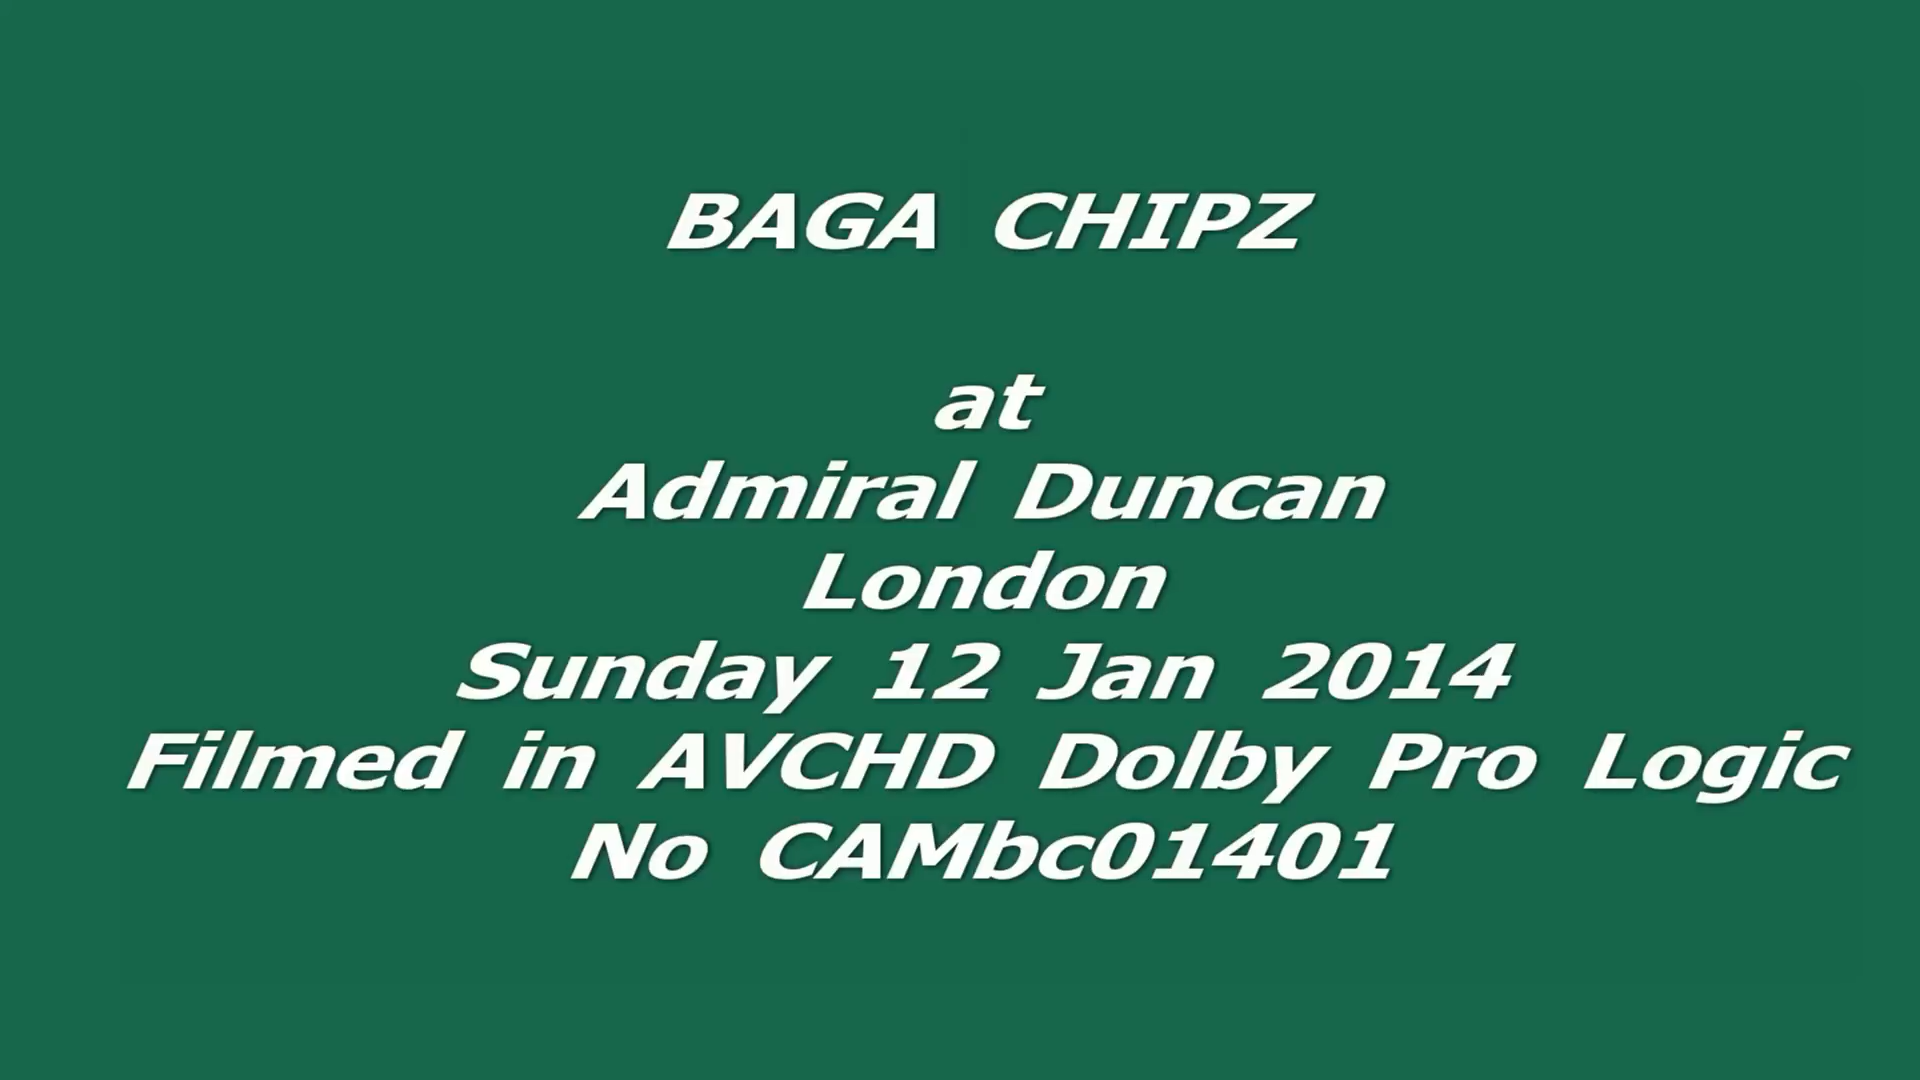 BAGA CHIPZ
at
Admiral Duncan
London
Sunday 12 Jan 2014
Filmed in AVCHD Dolby Pro Logic
No CAMbc01401